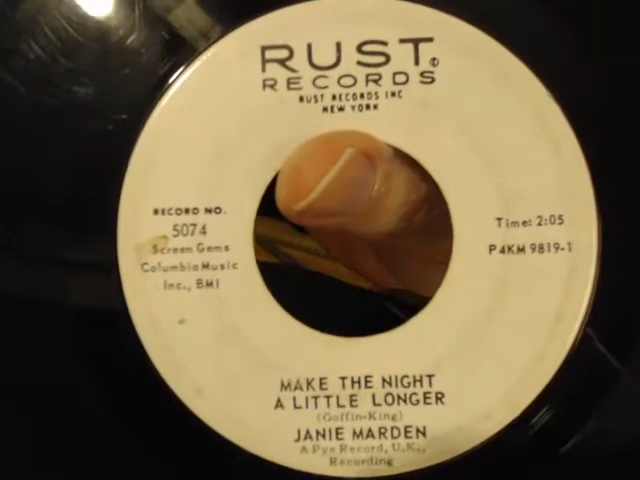 RUST
RECORDS
RUST RECORDS INC
NEW YORK
RECORD NO.
5074
Screen Gems
Columbia Music
Inc., BMI
Time: 2:05
P4KM 9819-1
MAKE THE NIGHT
A LITTLE LONGER
(Goffin-King)
JANIE MARDEN
A Pye Record, U.K.,
Recording